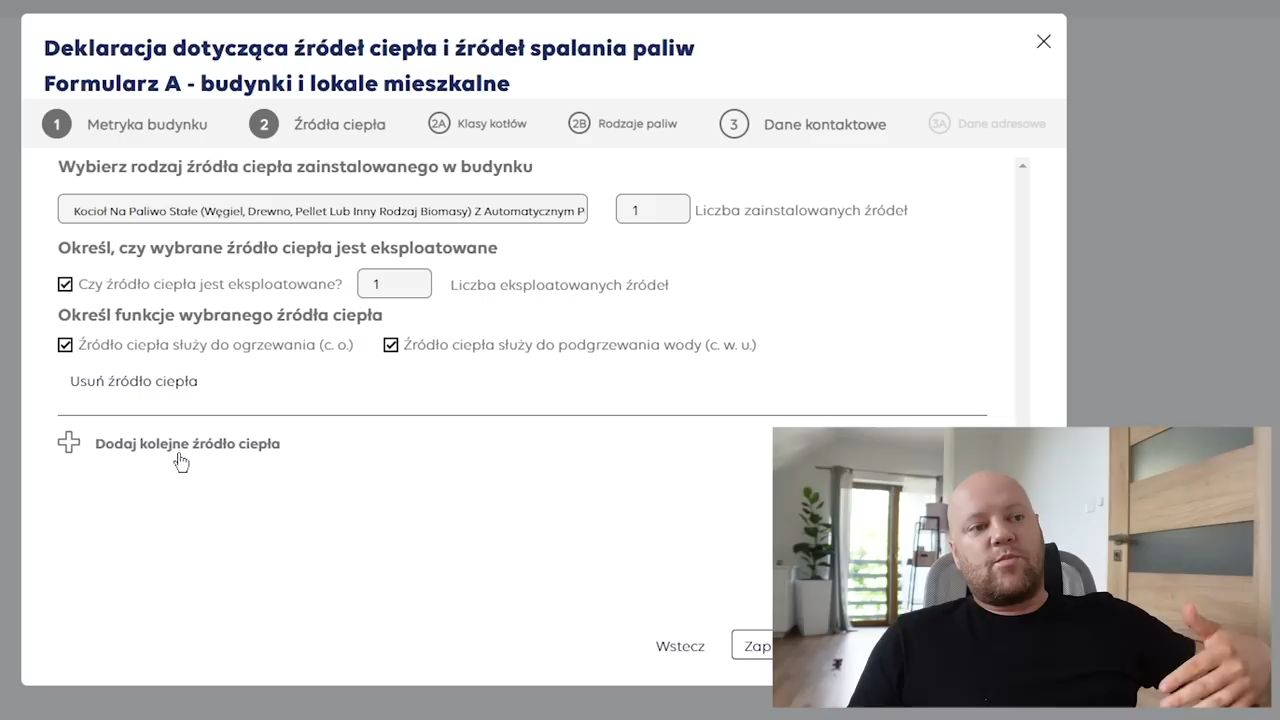 Deklaracja dotycząca źródeł ciepła i źródeł spalania paliw
Formularz A - budynki i lokale mieszkalne
1 Metryka budynku 2 Źródła ciepła 2A Klasy kotłów 2B Rodzaje paliw 3 Dane kontaktowe 3A Dane adresowe
Wybierz rodzaj źródła ciepła zainstalowanego w budynku
Kocioł Na Paliwo Stałe (Węgiel, Drewno, Pellet Lub Inny Rodzaj Biomasy) Z Automatycznym P 1 Liczba zainstalowanych źródeł
Określ, czy wybrane źródło ciepła jest eksploatowane
Czy źródło ciepła jest eksploatowane? 1 Liczba eksploatowanych źródeł
Określ funkcje wybranego źródła ciepła
Źródło ciepła służy do ogrzewania (c. o.) Źródło ciepła służy do podgrzewania wody (c. w. u.)
Usuń źródło ciepła
Dodaj kolejne źródło ciepła
Wstecz Zap